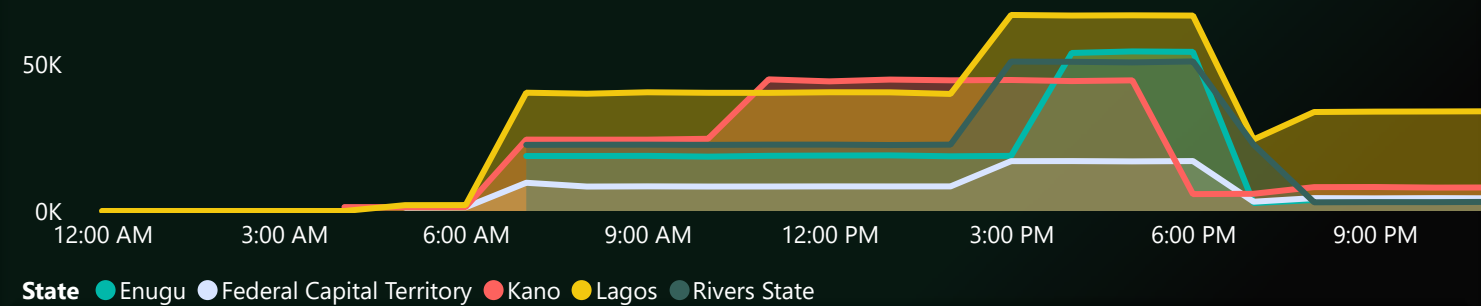 50K
0K
12:00 AM 3:00 AM 6:00 AM 9:00 AM 12:00 PM 3:00 PM 6:00 PM 9:00 PM
State Enugu Federal Capital Territory Kano Lagos Rivers State